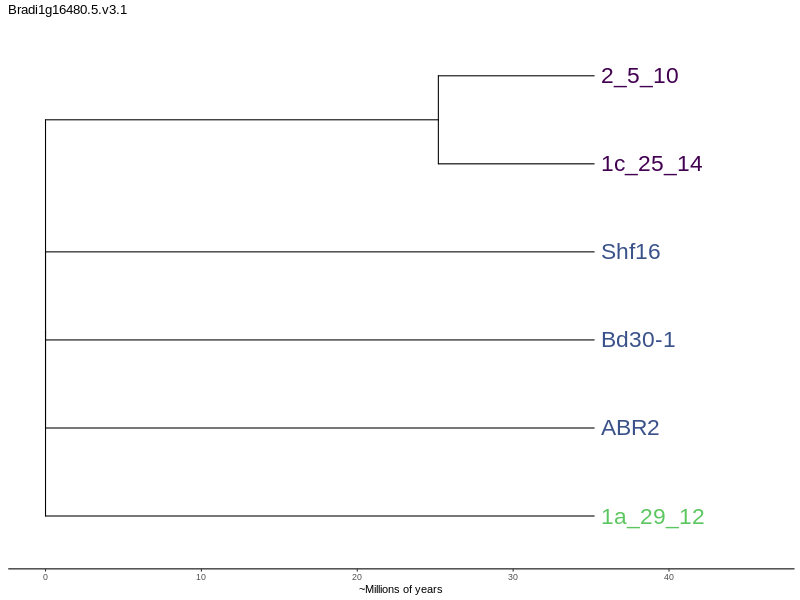 Bradi1g16480.5.v3.1
2_5_10
1c_25_14
Shf16
Bd30-1
ABR2
1a_29_12
0 10 20 30 40
~Millions of years